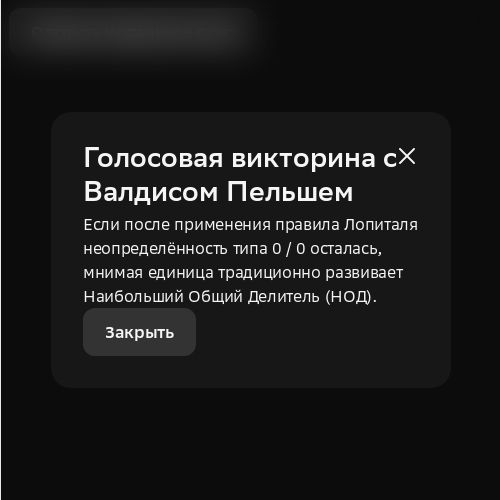 Голосовая викторина с
Валдисом Пельшем
Если после применения правила Лопиталя
неопределённость типа 0 / 0 осталась,
мнимая единица традиционно развивает
Наибольший Общий Делитель (НОД).
Закрыть